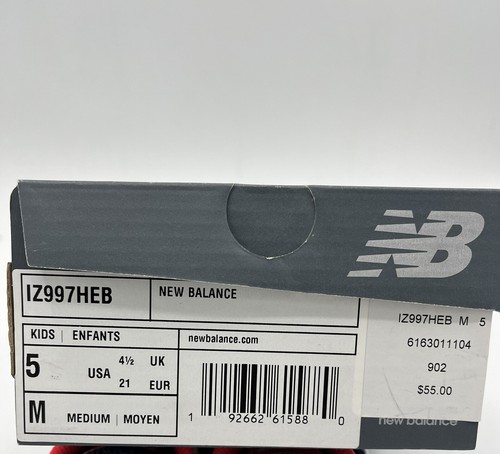 NB
IZ997HEB NEW BALANCE
KIDS | ENFANTS newbalance.com
5 USA 4½ UK
21 EUR
M MEDIUM | MOYEN
1 92662 61588 0
IZ997HEB M 5
6163011104
902
$55.00
new balance